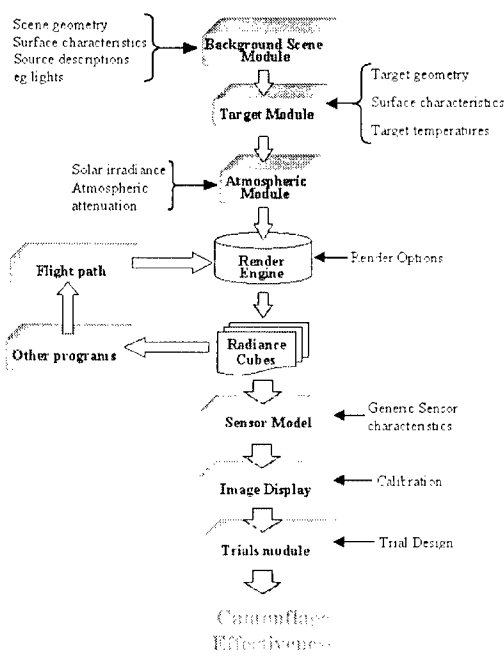 Scene geometry
Surface characteristics
Source descriptions
eg lights
Background Scene
Module
Target geometry
Surface characteristics
Target temperatures
Target Module
Solar irradiance
Atmospheric
attenuation
Atmospheric
Module
Flight path
Render
Engine
Render Options
Other programs
Radiance
Cubes
Sensor Model
Generic Sensor
characteristics
Image Display
Calibration
Trials module
Trial Design
Camouflage
Effectiveness